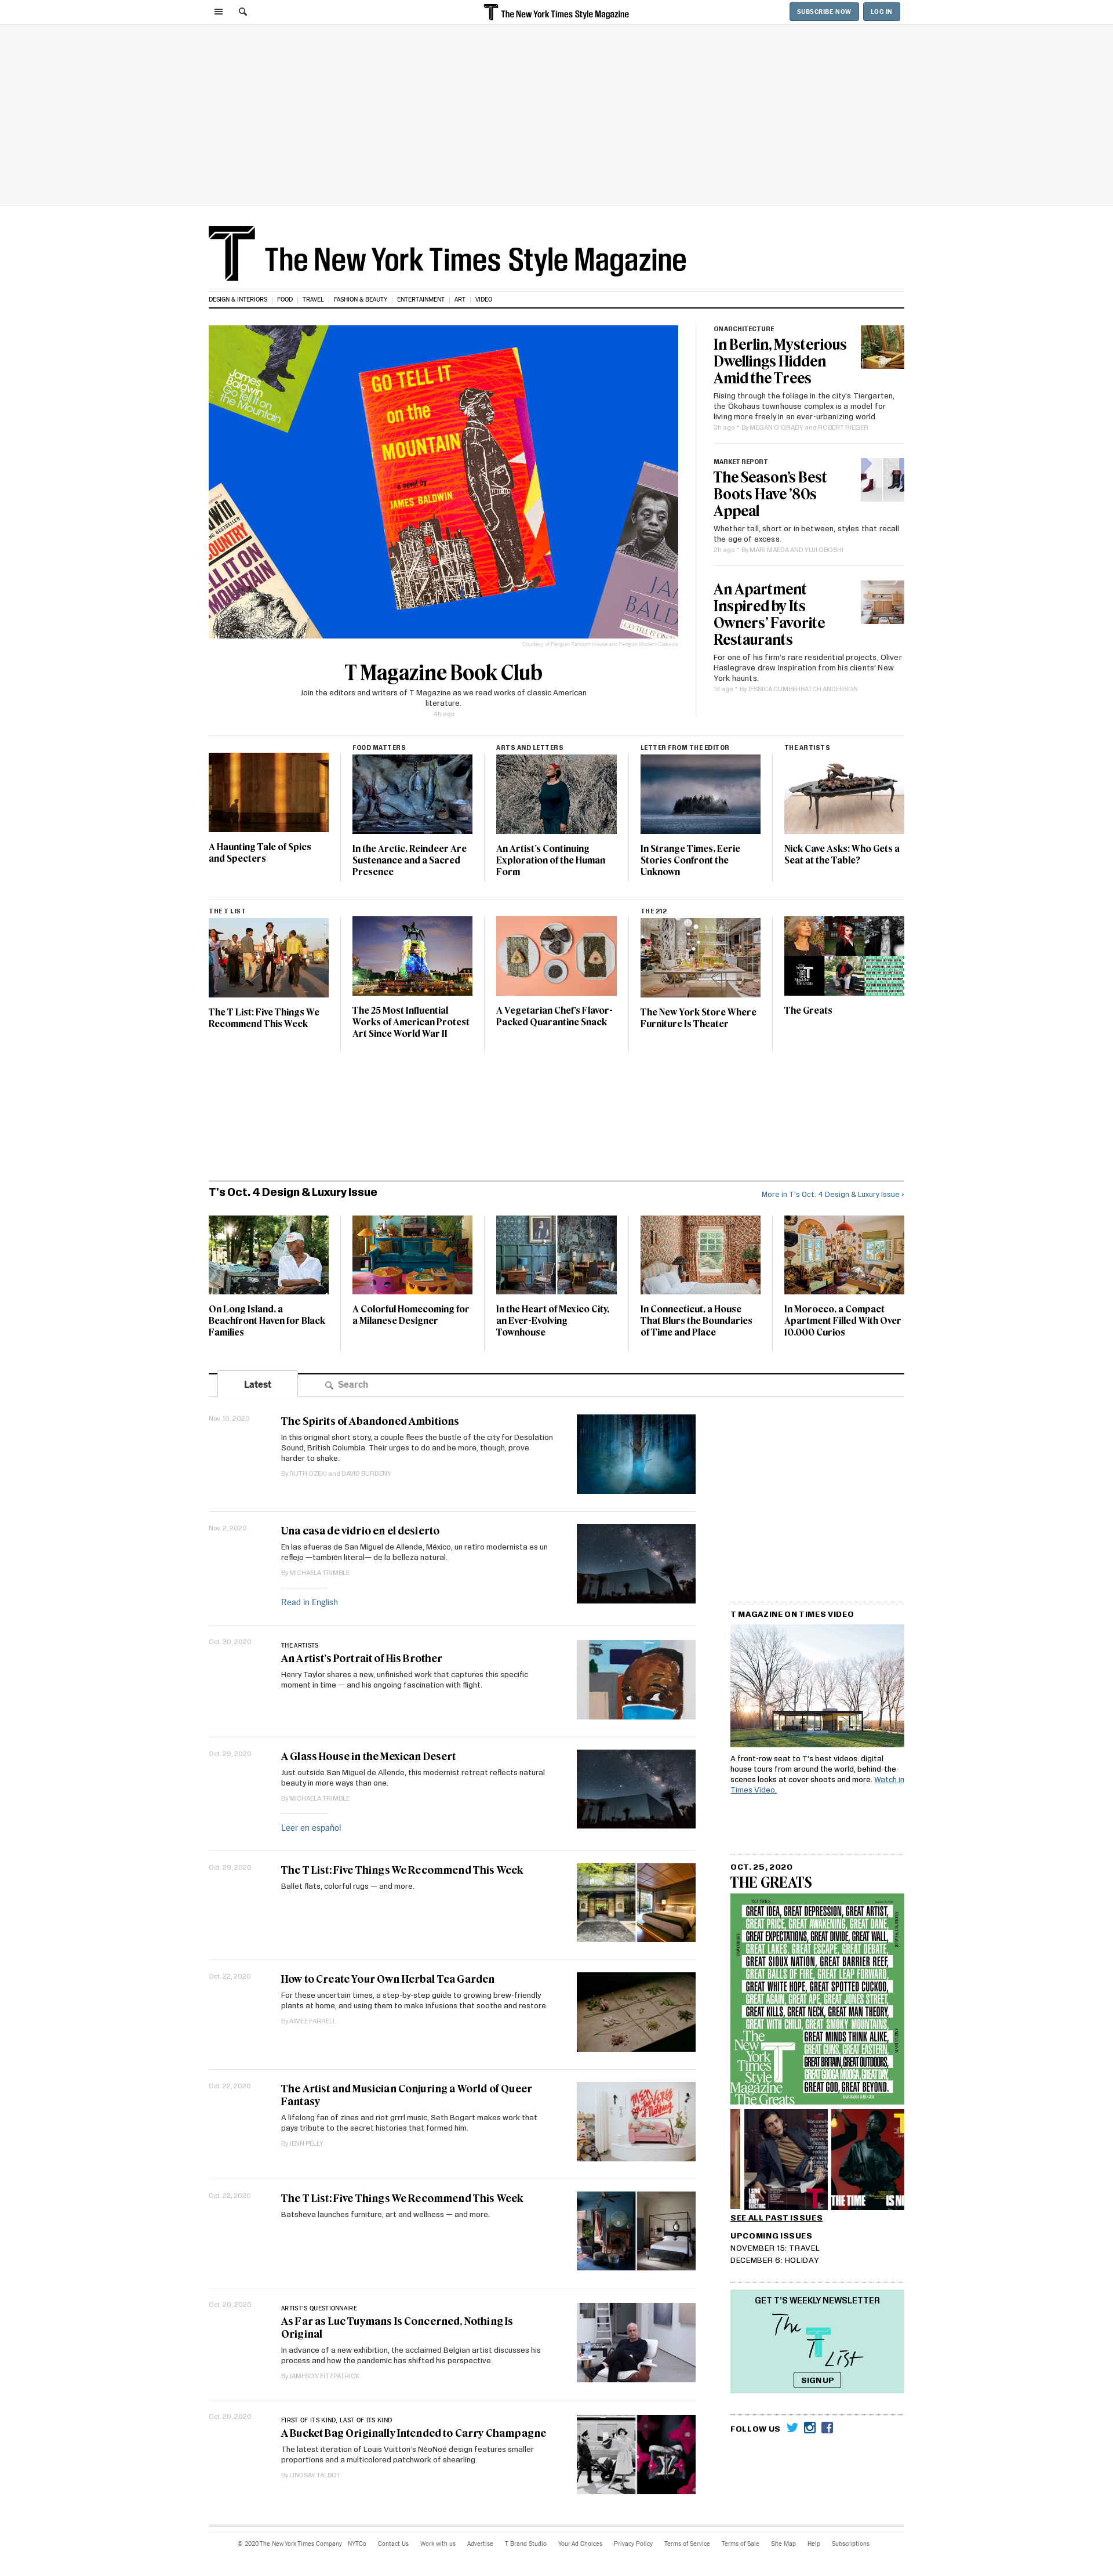 The New York Times Style Magazine
SUBSCRIBE NOW
LOG IN
The New York Times Style Magazine
DESIGN & INTERIORS
FOOD
TRAVEL
FASHION & BEAUTY
ENTERTAINMENT
ART
VIDEO
James
Baldwin
Go Tell it on
the Mountain
GO TELL IT
on the
MOUNTAIN
a novel by
JAMES BALDWIN
Courtesy of Penguin Random House and Penguin Modern Classics
T Magazine Book Club
Join the editors and writers of T Magazine as we read works of classic American
literature.
4h ago
ON ARCHITECTURE
In Berlin, Mysterious
Dwellings Hidden
Amid the Trees
Rising through the foliage in the city's Tiergarten,
the Ökohaus townhouse complex is a model for
living more freely in an ever-urbanizing world.
3h ago - By MEGAN O'GRADY and ROBERT RIEGER
MARKET REPORT
The Season's Best
Boots Have '80s
Appeal
Whether tall, short or in between, styles that recall
the age of excess.
2h ago - By MARI MAEDA AND YUJI OBOSHI
An Apartment
Inspired by Its
Owners' Favorite
Restaurants
For one of his firm's rare residential projects, Oliver
Haslegrave drew inspiration from his clients' New
York haunts.
1d ago - By JESSICA CUMBERBATCH ANDERSON
A Haunting Tale of Spies
and Specters
FOOD MATTERS
In the Arctic, Reindeer Are
Sustenance and a Sacred
Presence
ARTS AND LETTERS
An Artist's Continuing
Exploration of the Human
Form
LETTER FROM THE EDITOR
In Strange Times, Eerie
Stories Confront the
Unknown
THE ARTISTS
Nick Cave Asks: Who Gets a
Seat at the Table?
THE T LIST
The T List: Five Things We
Recommend This Week
The 25 Most Influential
Works of American Protest
Art Since World War II
A Vegetarian Chef's Flavor-
Packed Quarantine Snack
THE 212
The New York Store Where
Furniture Is Theater
The Greats
T's Oct. 4 Design & Luxury Issue
More in T's Oct. 4 Design & Luxury Issue ›
On Long Island, a
Beachfront Haven for Black
Families
A Colorful Homecoming for
a Milanese Designer
In the Heart of Mexico City,
an Ever-Evolving
Townhouse
In Connecticut, a House
That Blurs the Boundaries
of Time and Place
In Morocco, a Compact
Apartment Filled With Over
10,000 Curios
Latest
Search
Nov. 10, 2020
The Spirits of Abandoned Ambitions
In this original short story, a couple flees the bustle of the city for Desolation
Sound, British Columbia. Their urges to do and be more, though, prove
harder to shake.
By RUTH OZEKI and DAVID BURDENY
Nov. 2, 2020
Una casa de vidrio en el desierto
En las afueras de San Miguel de Allende, México, un retiro modernista es un
reflejo —también literal— de la belleza natural.
By MICHAELA TRIMBLE
Read in English
Oct. 30, 2020
THE ARTISTS
An Artist's Portrait of His Brother
Henry Taylor shares a new, unfinished work that captures this specific
moment in time — and his ongoing fascination with flight.
Oct. 29, 2020
A Glass House in the Mexican Desert
Just outside San Miguel de Allende, this modernist retreat reflects natural
beauty in more ways than one.
By MICHAELA TRIMBLE
Leer en español
Oct. 29, 2020
The T List: Five Things We Recommend This Week
Ballet flats, colorful rugs — and more.
Oct. 22, 2020
How to Create Your Own Herbal Tea Garden
For these uncertain times, a step-by-step guide to growing brew-friendly
plants at home, and using them to make infusions that soothe and restore.
By AIMEE FARRELL
Oct. 22, 2020
The Artist and Musician Conjuring a World of Queer
Fantasy
A lifelong fan of zines and riot grrrl music, Seth Bogart makes work that
pays tribute to the secret histories that formed him.
By JENN PELLY
Oct. 22, 2020
The T List: Five Things We Recommend This Week
Batsheva launches furniture, art and wellness — and more.
Oct. 20, 2020
ARTIST'S QUESTIONNAIRE
As Far as Luc Tuymans Is Concerned, Nothing Is
Original
In advance of a new exhibition, the acclaimed Belgian artist discusses his
process and how the pandemic has shifted his perspective.
By JAMESON FITZPATRICK
Oct. 20, 2020
FIRST OF ITS KIND, LAST OF ITS KIND
A Bucket Bag Originally Intended to Carry Champagne
The latest iteration of Louis Vuitton's NéoNoé design features smaller
proportions and a multicolored patchwork of shearling.
By LINDSAY TALBOT
T MAGAZINE ON TIMES VIDEO
A front-row seat to T's best videos: digital
house tours from around the world, behind-the-
scenes looks at cover shoots and more. Watch in
Times Video.
OCT. 25, 2020
THE GREATS
GREAT IDEA, GREAT DEPRESSION, GREAT ARTIST,
GREAT PRICE, GREAT AWAKENING, GREAT DANE,
GREAT EXPECTATIONS, GREAT DIVIDE, GREAT WALL,
GREAT LAKES, GREAT ESCAPE, GREAT DEBATE,
GREAT SIOUX NATION, GREAT BARRIER REEF,
GREAT BALLS OF FIRE, GREAT LEAP FORWARD,
GREAT WHITE HOPE, GREAT SPOTTED CUCKOO,
GREAT AGAIN, GREAT APE, GREAT JONES STREET,
GREAT KILLS, GREAT NECK, GREAT MAN THEORY,
GREAT WITH CHILD, GREAT SMOKY MOUNTAINS,
GREAT MINDS THINK ALIKE,
GREAT GUNS, GREAT EASTERN,
GREAT BRITAIN, GREAT OUTDOORS,
GREAT GOOGA MOOGA, GREAT DAY,
GREAT GOD, GREAT BEYOND.
The
New
York
Times
Style
Magazine
The Greats
BARBARA KRUGER
THE TIME IS NO
SEE ALL PAST ISSUES
UPCOMING ISSUES
NOVEMBER 15: TRAVEL
DECEMBER 6: HOLIDAY
GET T'S WEEKLY NEWSLETTER
The T List
SIGN UP
FOLLOW US
© 2020 The New York Times Company
NYTCo
Contact Us
Work with us
Advertise
T Brand Studio
Your Ad Choices
Privacy Policy
Terms of Service
Terms of Sale
Site Map
Help
Subscriptions